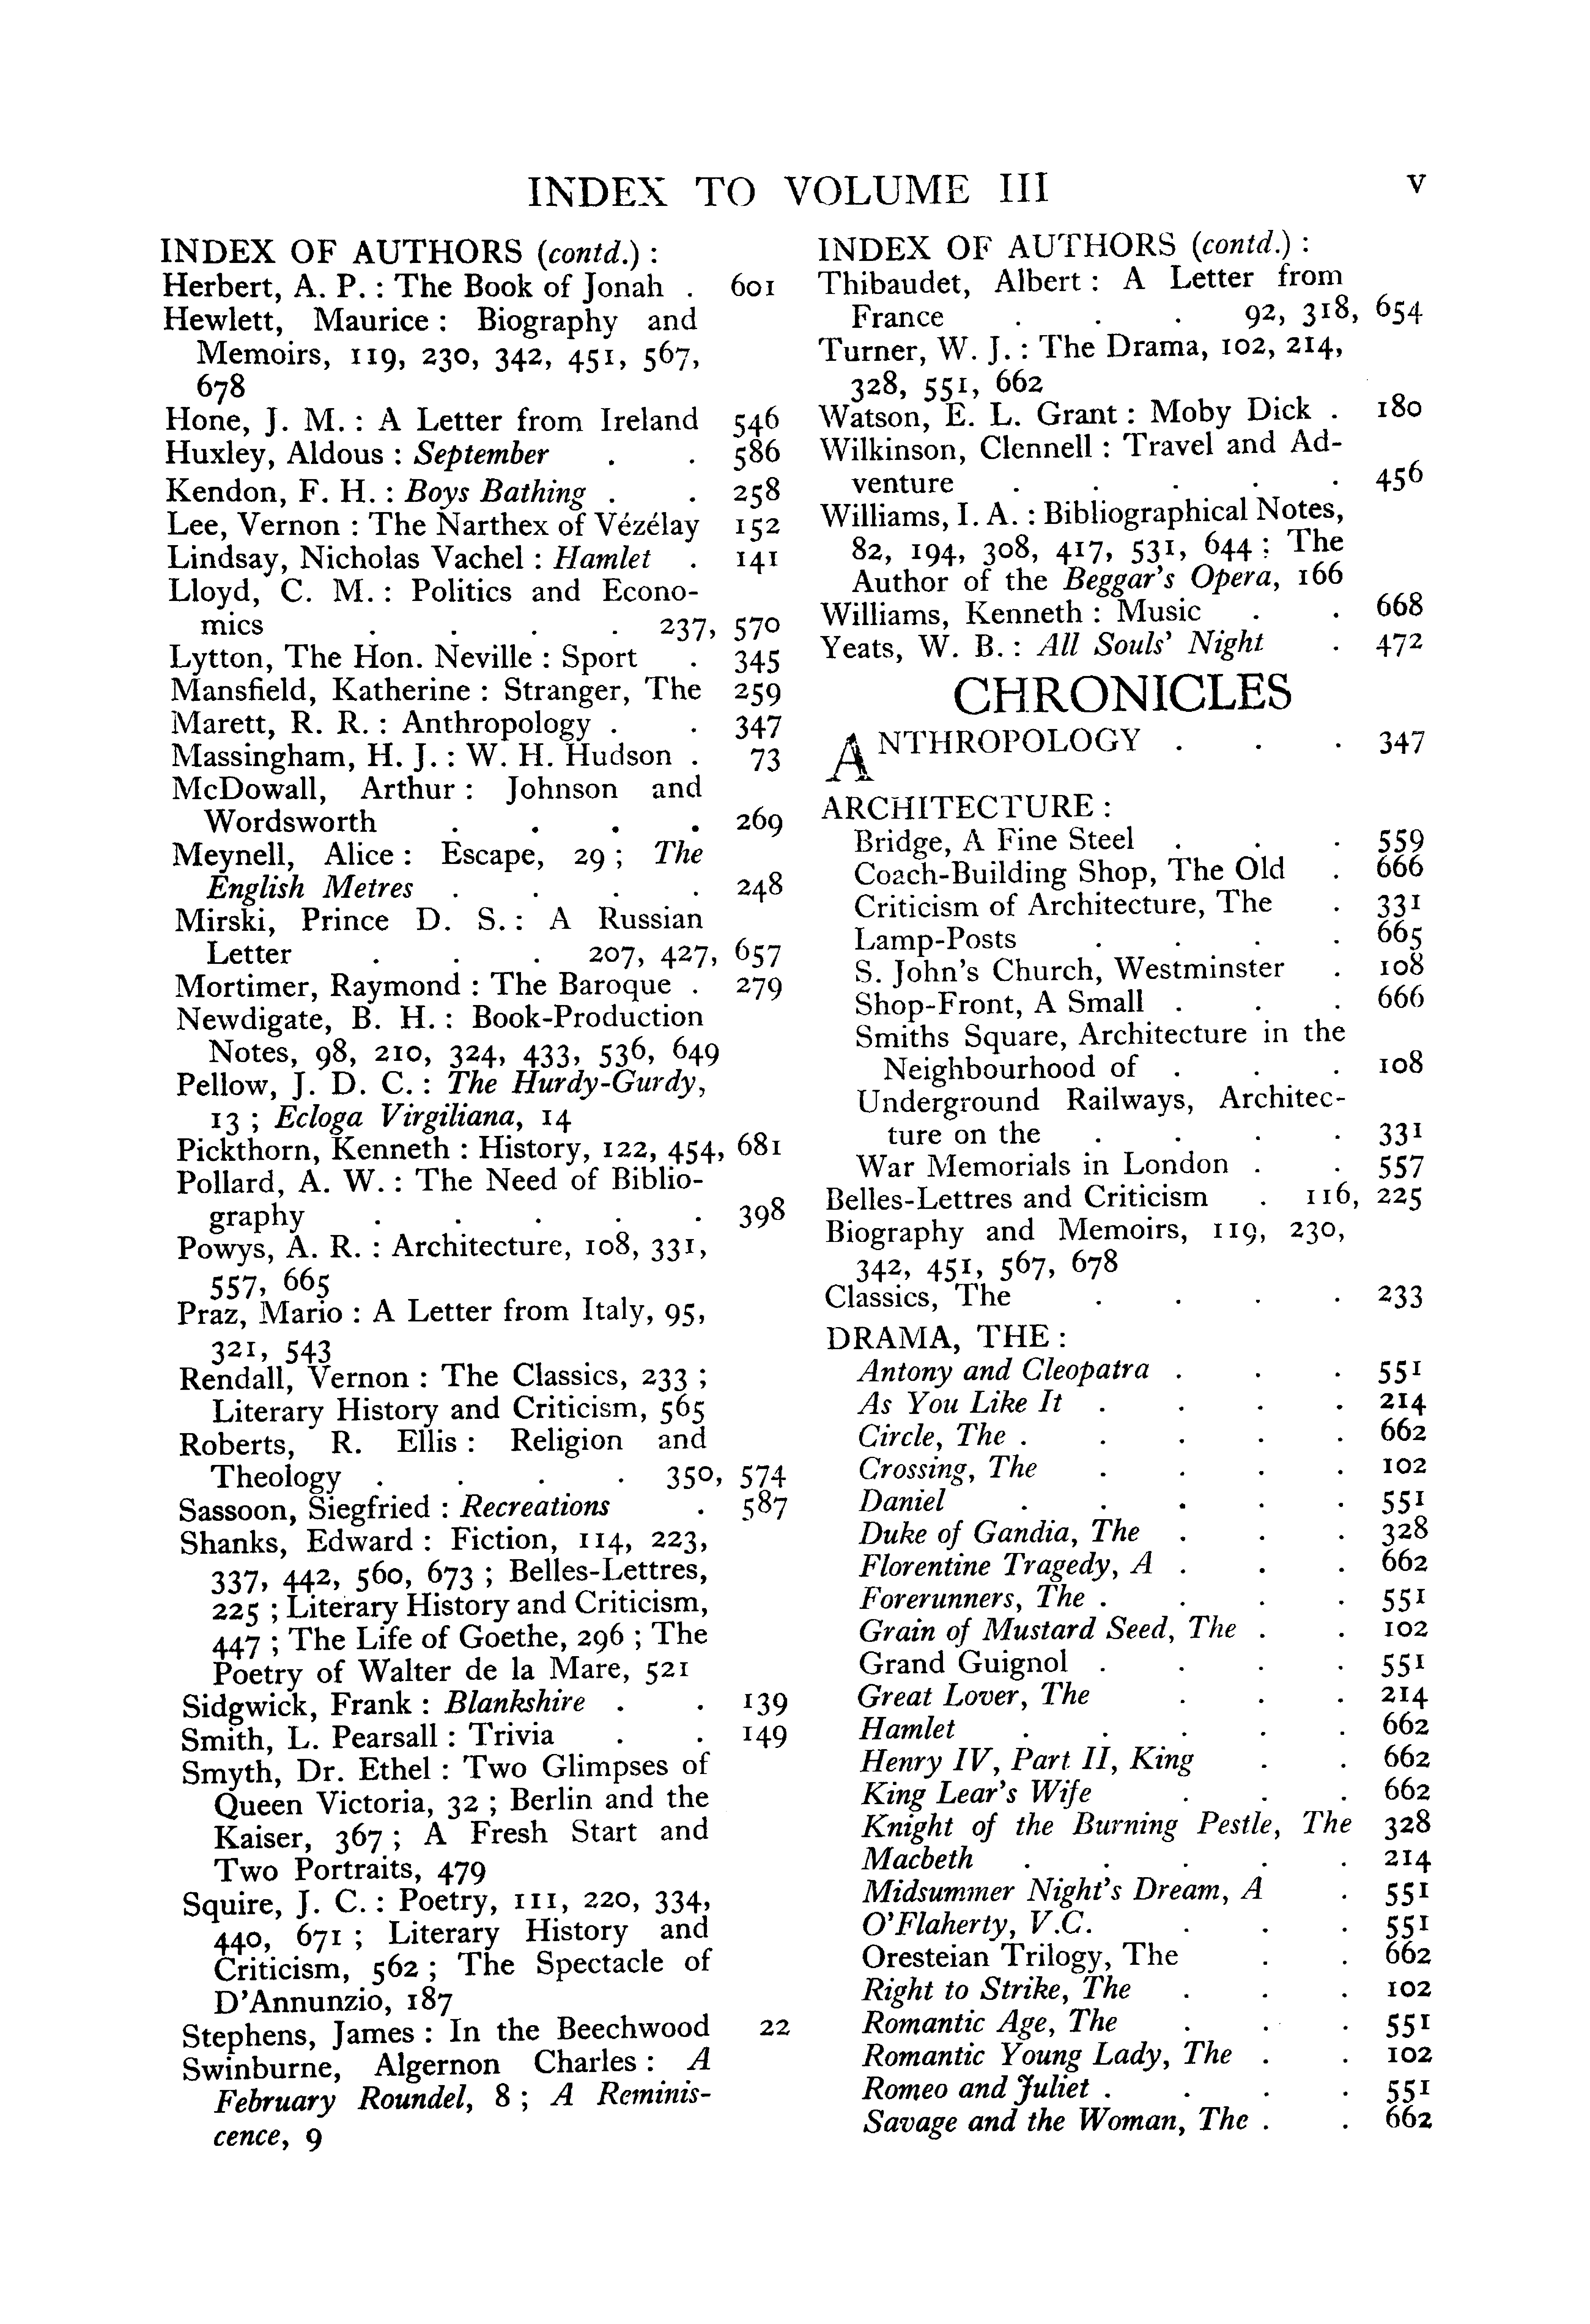 INDEX TO VOLUME III v
INDEX OF AUTHORS (contd.) :
Herbert, A. P. : The Book of Jonah . 601
Hewlett, Maurice : Biography and
Memoirs, 119, 230, 342, 451, 567,
678
Hone, J. M. : A Letter from Ireland 546
Huxley, Aldous : September . . 586
Kendon, F. H. : Boys Bathing . . 258
Lee, Vernon : The Narthex of Vézélay 152
Lindsay, Nicholas Vachel : Hamlet . 141
Lloyd, C. M. : Politics and Econo-
mics . . . . 237, 570
Lytton, The Hon. Neville : Sport . 345
Mansfield, Katherine : Stranger, The 259
Marett, R. R. : Anthropology . . 347
Massingham, H. J. : W. H. Hudson . 73
McDowall, Arthur : Johnson and
Wordsworth . . . . 269
Meynell, Alice : Escape, 29 ; The
English Metres . . . . 248
Mirski, Prince D. S. : A Russian
Letter . . . 207, 427, 657
Mortimer, Raymond : The Baroque . 279
Newdigate, B. H. : Book-Production
Notes, 98, 210, 324, 433, 536, 649
Pellow, J. D. C. : The Hurdy-Gurdy,
13 ; Ecloga Virgiliana, 14
Pickthorn, Kenneth : History, 122, 454, 681
Pollard, A. W. : The Need of Biblio-
graphy . . . . . 398
Powys, A. R. : Architecture, 108, 331,
557, 665
Praz, Mario : A Letter from Italy, 95,
321, 543
Rendall, Vernon : The Classics, 233 ;
Literary History and Criticism, 565
Roberts, R. Ellis : Religion and
Theology . . . . 350, 574
Sassoon, Siegfried : Recreations . 587
Shanks, Edward : Fiction, 114, 223,
337, 442, 560, 673 ; Belles-Lettres,
225 ; Literary History and Criticism,
447 ; The Life of Goethe, 296 ; The
Poetry of Walter de la Mare, 521
Sidgwick, Frank : Blankshire . . 139
Smith, L. Pearsall : Trivia . . 149
Smyth, Dr. Ethel : Two Glimpses of
Queen Victoria, 32 ; Berlin and the
Kaiser, 367 ; A Fresh Start and
Two Portraits, 479
Squire, J. C. : Poetry, 111, 220, 334,
440, 671 ; Literary History and
Criticism, 562 ; The Spectacle of
D'Annunzio, 187
Stephens, James : In the Beechwood 22
Swinburne, Algernon Charles : A
February Roundel, 8 ; A Reminis-
cence, 9
INDEX OF AUTHORS (contd.) :
Thibaudet, Albert : A Letter from
France . . . 92, 318, 654
Turner, W. J. : The Drama, 102, 214,
328, 551, 662
Watson, E. L. Grant : Moby Dick . 180
Wilkinson, Clennell : Travel and Ad-
venture . . . . . 456
Williams, I. A. : Bibliographical Notes,
82, 194, 308, 417, 531, 644 ; The
Author of the Beggar's Opera, 166
Williams, Kenneth : Music . . 668
Yeats, W. B. : All Souls' Night . 472
CHRONICLES
ANTHROPOLOGY . . . 347
ARCHITECTURE :
Bridge, A Fine Steel . . . 559
Coach-Building Shop, The Old . 666
Criticism of Architecture, The . 331
Lamp-Posts . . . . 665
S. John's Church, Westminster . 108
Shop-Front, A Small . . . 666
Smiths Square, Architecture in the
Neighbourhood of . . . 108
Underground Railways, Architec-
ture on the . . . . 331
War Memorials in London . . 557
Belles-Lettres and Criticism . 116, 225
Biography and Memoirs, 119, 230,
342, 451, 567, 678
Classics, The . . . . 233
DRAMA, THE :
Antony and Cleopatra . . . 551
As You Like It . . . . 214
Circle, The . . . . . 662
Crossing, The . . . . 102
Daniel . . . . . 551
Duke of Gandia, The . . . 328
Florentine Tragedy, A . . . 662
Forerunners, The . . . . 551
Grain of Mustard Seed, The . . 102
Grand Guignol . . . . 551
Great Lover, The . . . 214
Hamlet . . . . . 662
Henry IV, Part II, King . . 662
King Lear's Wife . . . 662
Knight of the Burning Pestle, The 328
Macbeth . . . . . 214
Midsummer Night's Dream, A . 551
O'Flaherty, V.C. . . . 551
Oresteian Trilogy, The . . 662
Right to Strike, The . . . 102
Romantic Age, The . . . 551
Romantic Young Lady, The . . 102
Romeo and Juliet . . . . 551
Savage and the Woman, The . . 662